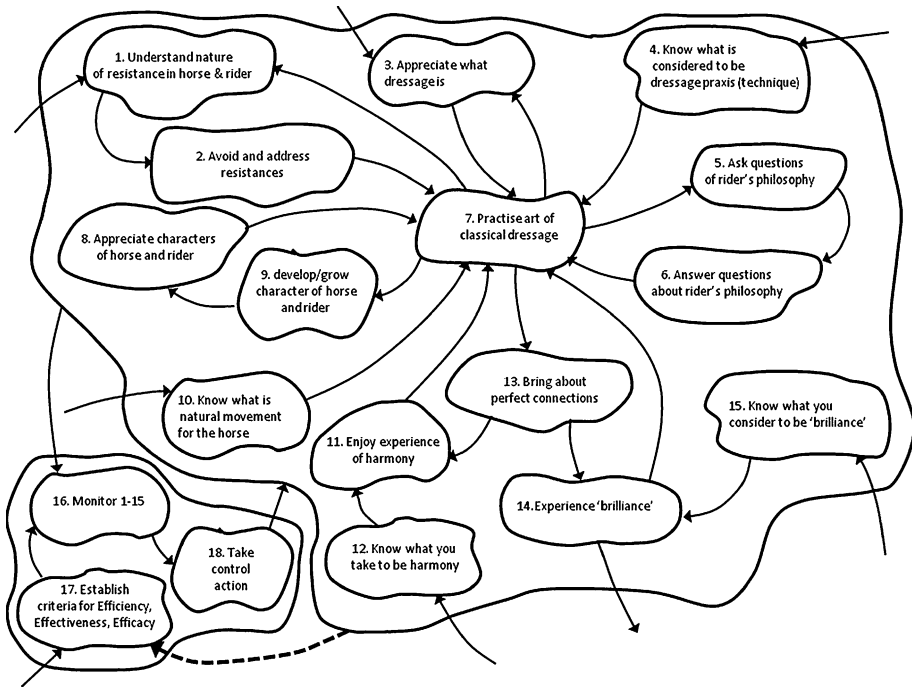 1. Understand nature
of resistance in horse & rider
2. Avoid and address
resistances
3. Appreciate what
dressage is
4. Know what is
considered to be
dressage praxis (technique)
5. Ask questions
of rider's philosophy
6. Answer questions
about rider's philosophy
7. Practise art of
classical dressage
8. Appreciate characters
of horse and rider
9. develop/grow
character of horse
and rider
10. Know what is
natural movement
for the horse
11. Enjoy experience
of harmony
12. Know what you
take to be harmony
13. Bring about
perfect connections
14.Experience 'brilliance'
15. Know what you
consider to be 'brilliance'
16. Monitor 1-15
17. Establish
criteria for Efficiency,
Effectiveness, Efficacy
18. Take
control
action